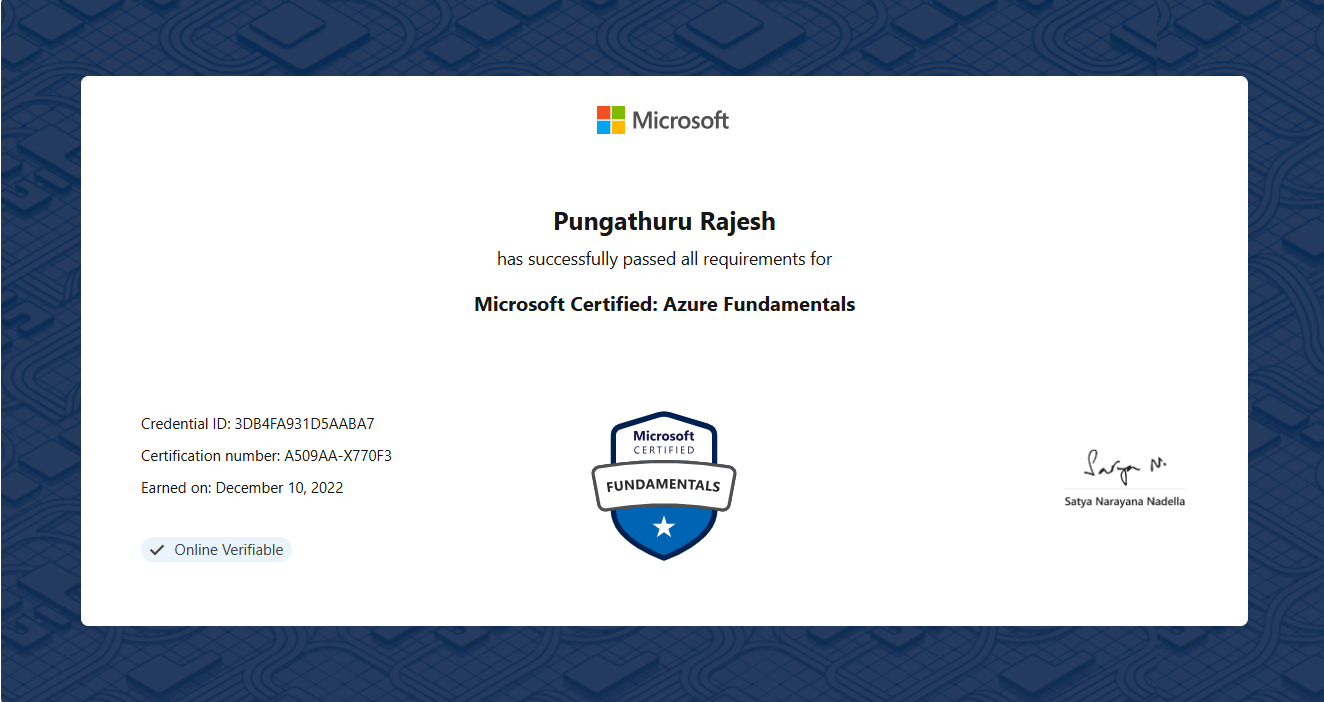 Microsoft
Pungathuru Rajesh
has successfully passed all requirements for
Microsoft Certified: Azure Fundamentals
Credential ID: 3DB4FA931D5AABA7
Certification number: A509AA-X770F3
Earned on: December 10, 2022
Online Verifiable
Microsoft
CERTIFIED
FUNDAMENTALS
Satya N.
Satya Narayana Nadella